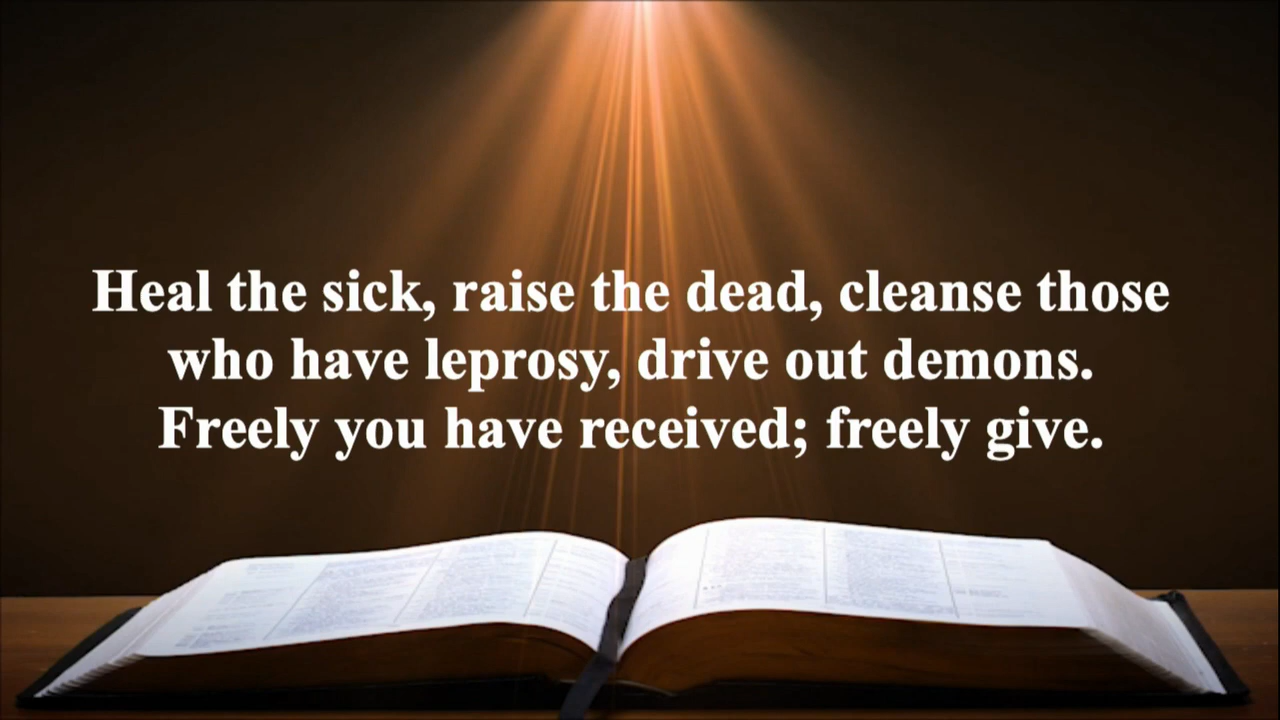 Heal the sick, raise the dead, cleanse those
who have leprosy, drive out demons.
Freely you have received; freely give.